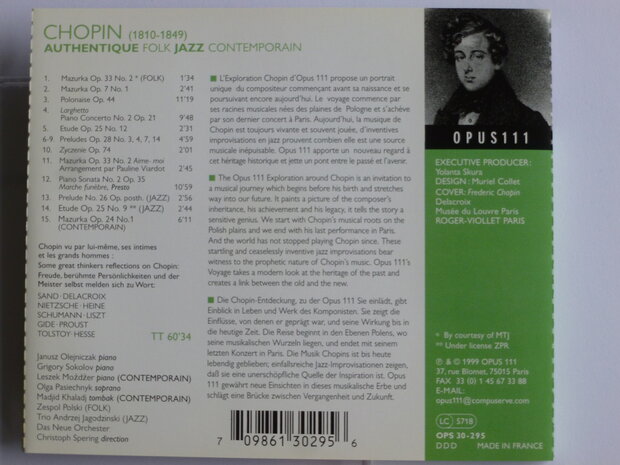 CHOPIN (1810-1849)
AUTHENTIQUE FOLK JAZZ CONTEMPORAIN
1. Mazurka Op. 33 No. 2 * (FOLK) 1'34
2. Mazurka Op. 7 No. 1 2'41
3. Polonaise Op. 44 11'19
4. Larghetto
Piano Concerto No. 2 Op. 21 9'48
5. Etude Op. 25 No. 12 2'31
6-9. Preludes Op. 28 No. 3, 4, 7, 14 4'59
10. Zyczenie Op. 74 2'01
11. Mazurka Op. 33 No. 2 Aime- moi
Arrangement par Pauline Viardot 2'45
12. Piano Sonata No. 2 Op. 35
Marche funèbre, Presto 10'59
13. Prelude No. 26 Op. posth. (JAZZ) 2'56
14. Etude Op. 25 No. 9 ** (JAZZ) 2'44
15. Mazurka Op. 24 No.1 6'11
(CONTEMPORAIN)
Chopin vu par lui-même, ses intimes
et les grands hommes :
Some great thinkers reflections on Chopin:
Freude, berühmte Persönlichkeiten und der
Meister selbst melden sich zu Wort:
SAND · DELACROIX
NIETZSCHE · HEINE
SCHUMANN · LISZT
GIDE · PROUST
TOLSTOY · HESSE
TT 60'34
Janusz Olejniczak piano
Grigory Sokolov piano
Leszek Możdżer piano (CONTEMPORAIN)
Olga Pasiechnyk soprano
Madjid Khaladj tombak (CONTEMPORAIN)
Zespol Polski (FOLK)
Trio Andrzej Jagodzinski (JAZZ)
Das Neue Orchester
Christoph Spering direction
L'Exploration Chopin d'Opus 111 propose un portrait
unique du compositeur commençant avant sa naissance et se
poursuivant encore aujourd'hui. Le voyage commence par
ses racines musicales issues des plaines de Pologne et s'achève
par son dernier concert à Paris. Aujourd'hui, la musique de
Chopin est toujours vivante et souvent jouée, d'inventives
improvisations en jazz prouvent combien elle est une source
musicale inépuisable. Opus 111 apporte un nouveau regard à
cet héritage historique et jette un pont entre le passé et l'avenir.
The Opus 111 Exploration around Chopin is an invitation to
a musical journey which begins before his birth and stretches
way into our future. It paints a picture of the composer's
inheritance, his achievement and his legacy, it tells the story a
sensitive genius. We start with Chopin's musical roots on the
Polish plains and we end with his last performance in Paris.
And the world has not stopped playing Chopin since. These
startling and ceaselessly inventive jazz improvisations bear
witness to the prophetic nature of Chopin's music. Opus 111's
Voyage takes a modern look at the heritage of the past and
creates a link between the old and the new.
Die Chopin-Entdeckung, zu der Opus 111 Sie einlädt, gibt
Einblick in Leben und Werk des Komponisten. Sie zeigt die
Einflüsse, von denen er geprägt war, und seine Wirkung bis in
die heutige Zeit. Die Reise beginnt in den Ebenen Polens, wo
seine musikalischen Wurzeln liegen, und endet mit seinem
letzten Konzert in Paris. Die Musik Chopins ist bis heute
lebendig geblieben; einfallsreiche Jazz-Improvisationen zeigen,
daß sie eine unerschöpfliche Quelle der Inspiration ist. Opus
111 gewährt neue Einsichten in dieses musikalische Erbe und
schlägt eine Brücke zwischen Vergangenheit und Zukunft.
7 09861 30295 6
OPUS111
EXECUTIVE PRODUCER:
Yolanta Skura
DESIGN : Muriel Collet
COVER: Frederic Chopin
Delacroix
Musée du Louvre Paris
ROGER-VIOLLET PARIS
* By courtesy of MTJ
** Under license ZPR
℗ & © 1999 OPUS 111
37, rue Blomet, 75015 Paris
FAX 33 (0) 1 45 67 33 88
E-MAIL:
opus111@compuserve.com
LC 5718
OPS 30-295
DDD MADE IN FRANCE